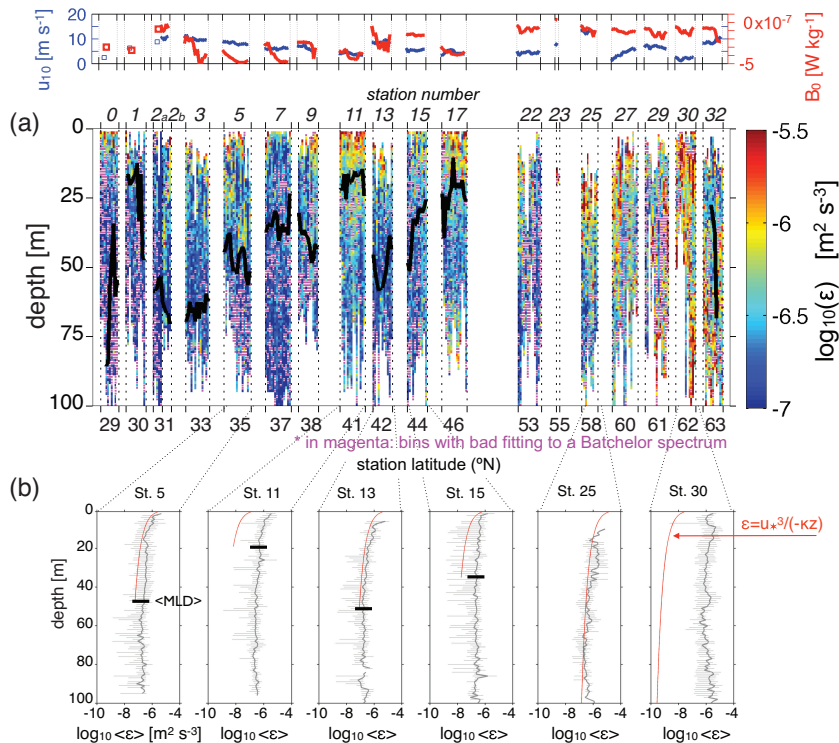 20
10
0
u10 [m s-1]
0x10-7
-5
B0 [W kg-1]
station number
(a)
0 1 2a 2b 3 5 7 9 11 13 15 17 22 23 25 27 29 30 32
0
25
50
75
100
depth [m]
-5.5
-6
-6.5
-7
log10(ε) [m2 s-3]
29 30 31 33 35 37 38 41 42 44 46 53 55 58 60 61 62 63
* in magenta: bins with bad fitting to a Batchelor spectrum
station latitude (ºN)
(b)
St. 5 St. 11 St. 13 St. 15 St. 25 St. 30
0
20
40
60
80
100
depth [m]
<MLD>
ε=u*3/(-κz)
-10 -8 -6 -4 -10 -8 -6 -4 -10 -8 -6 -4 -10 -8 -6 -4 -10 -8 -6 -4 -10 -8 -6 -4
log10<ε> [m2 s-3] log10<ε> log10<ε> log10<ε> log10<ε> log10<ε>